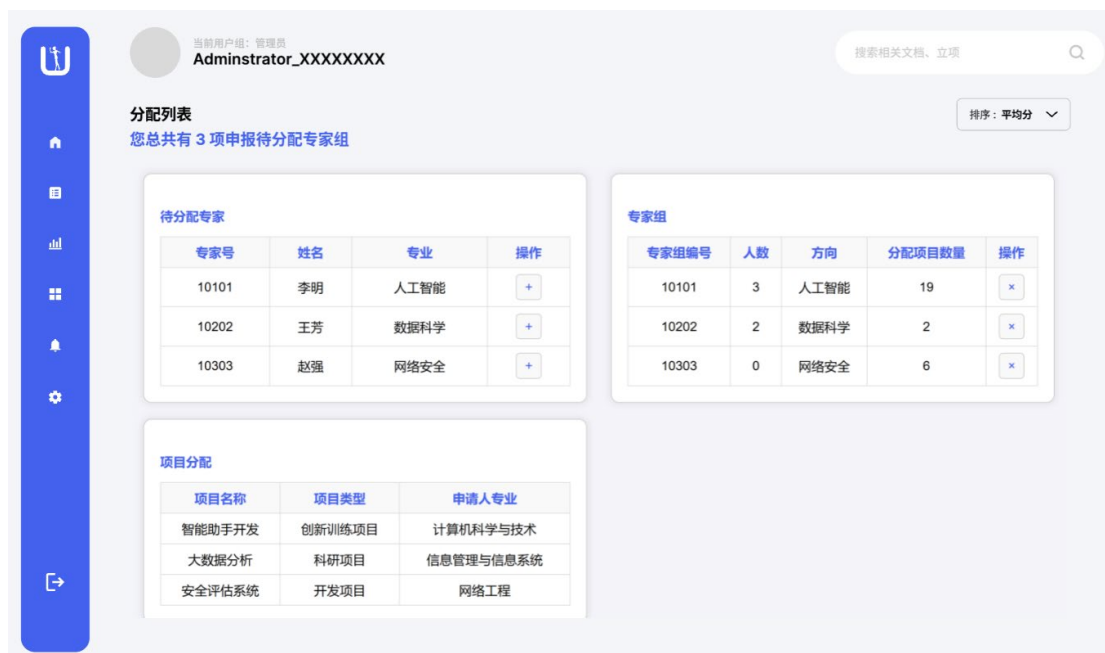 当前用户组：管理员
Adminstrator_XXXXXXXX
搜索相关文档、立项
分配列表
您总共有 3 项申报待分配专家组
排序：平均分
待分配专家
专家号 姓名 专业 操作
10101 李明 人工智能 +
10202 王芳 数据科学 +
10303 赵强 网络安全 +
专家组
专家组编号 人数 方向 分配项目数量 操作
10101 3 人工智能 19 ×
10202 2 数据科学 2 ×
10303 0 网络安全 6 ×
项目分配
项目名称 项目类型 申请人专业
智能助手开发 创新训练项目 计算机科学与技术
大数据分析 科研项目 信息管理与信息系统
安全评估系统 开发项目 网络工程